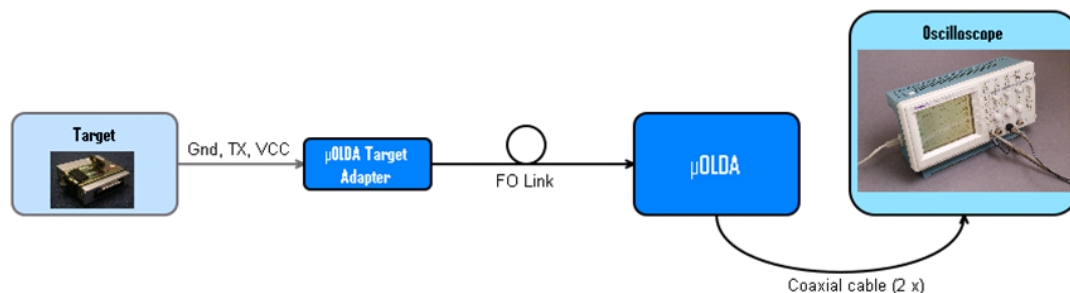 Target
Gnd, TX, VCC
µOLDA Target
Adapter
FO Link
µOLDA
Oscilloscope
Coaxial cable (2 x)